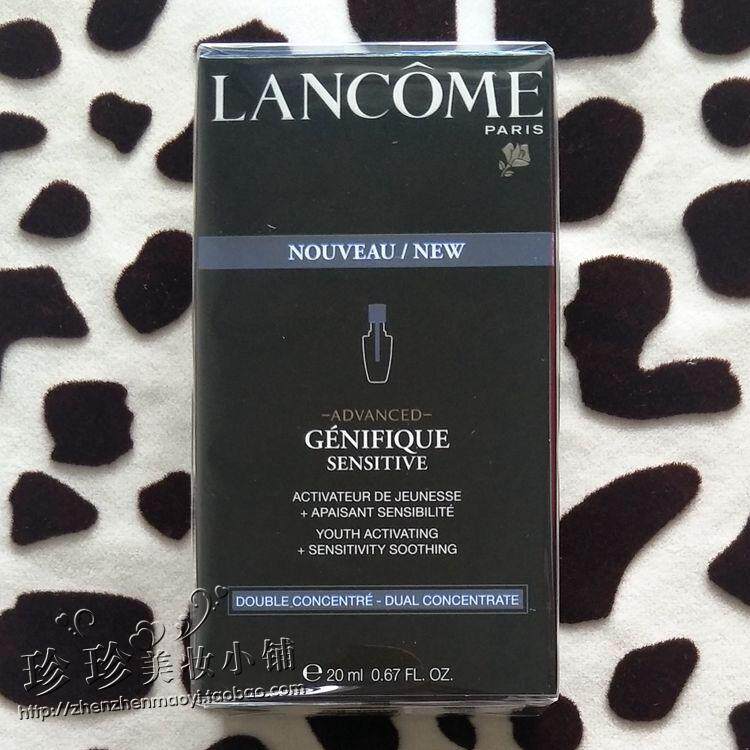 LANCÔME
PARIS
NOUVEAU / NEW
-ADVANCED-
GÉNIFIQUE
SENSITIVE
ACTIVATEUR DE JEUNESSE
+ APAISANT SENSIBILITÉ
YOUTH ACTIVATING
+ SENSITIVITY SOOTHING
DOUBLE CONCENTRÉ - DUAL CONCENTRATE
℮ 20 ml 0.67 FL. OZ.
珍珍美妆小铺
http://zhenzhenmaoyi.taobao.com/